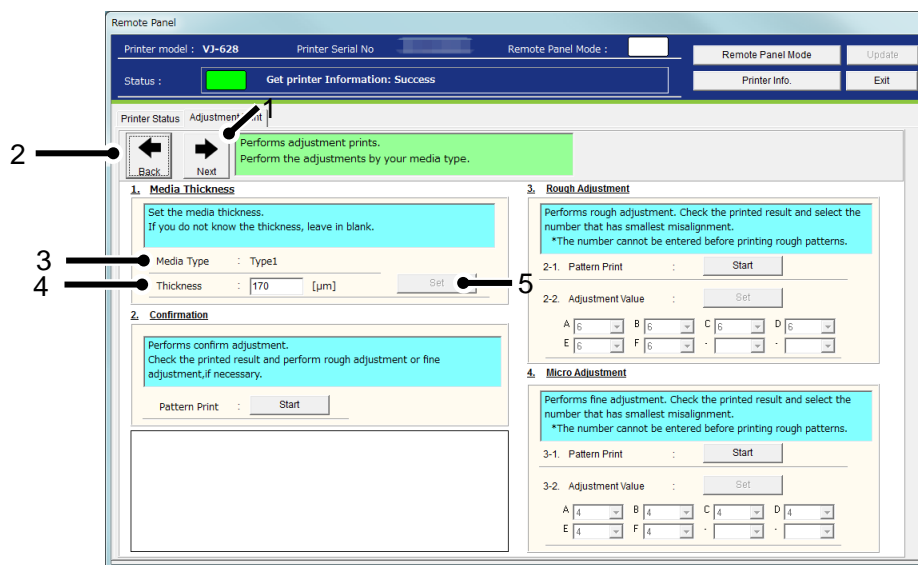 Remote Panel
Printer model : VJ-628 Printer Serial No Remote Panel Mode :
Remote Panel Mode Update
Status : Get printer Information: Success
Printer Info. Exit
1
Printer Status Adjustment Print
2
Back Next
Performs adjustment prints.
Perform the adjustments by your media type.
1. Media Thickness
Set the media thickness.
If you do not know the thickness, leave in blank.
3 Media Type : Type1
4 Thickness : 170 [μm] Set 5
2. Confirmation
Performs confirm adjustment.
Check the printed result and perform rough adjustment or fine
adjustment,if necessary.
Pattern Print : Start
3. Rough Adjustment
Performs rough adjustment. Check the printed result and select the
number that has smallest misalignment.
*The number cannot be entered before printing rough patterns.
2-1. Pattern Print : Start
2-2. Adjustment Value : Set
A 6 B 6 C 6 D 6
E 6 F 6 - -
4. Micro Adjustment
Performs fine adjustment. Check the printed result and select the
number that has smallest misalignment.
*The number cannot be entered before printing rough patterns.
3-1. Pattern Print : Start
3-2. Adjustment Value : Set
A 4 B 4 C 4 D 4
E 4 F 4 - -